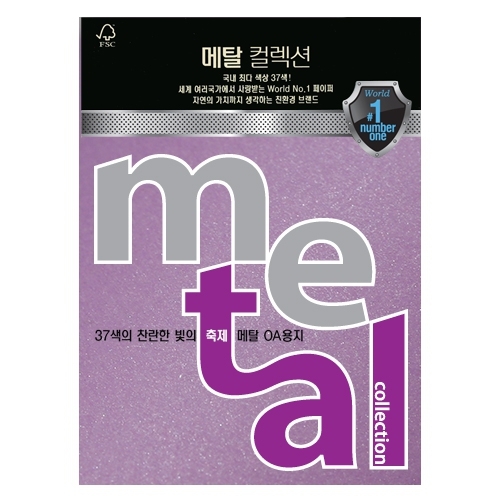 FSC
메탈 컬렉션
국내 최다 색상 37색!
세계 여러국가에서 사랑받는 World No.1 페이퍼
자연의 가치까지 생각하는 친환경 브랜드
World
#1
number
one
metal
37색의 찬란한 빛의 축제 메탈 OA용지
collection